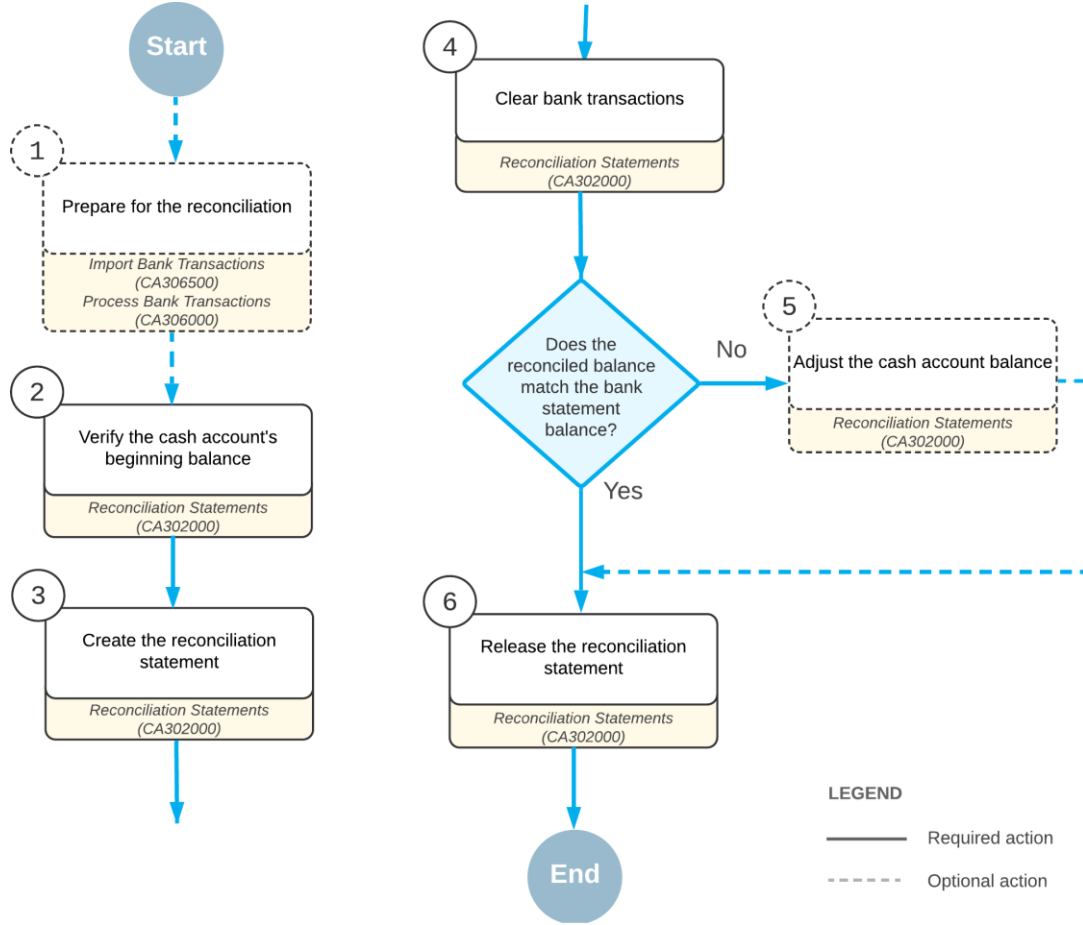 Start
1
Prepare for the reconciliation
Import Bank Transactions
(CA306500)
Process Bank Transactions
(CA306000)
2
Verify the cash account's
beginning balance
Reconciliation Statements
(CA302000)
3
Create the reconciliation
statement
Reconciliation Statements
(CA302000)
4
Clear bank transactions
Reconciliation Statements
(CA302000)
Does the
reconciled balance
match the bank
statement
balance?
No
5
Adjust the cash account balance
Reconciliation Statements
(CA302000)
Yes
6
Release the reconciliation
statement
Reconciliation Statements
(CA302000)
End
LEGEND
Required action
Optional action